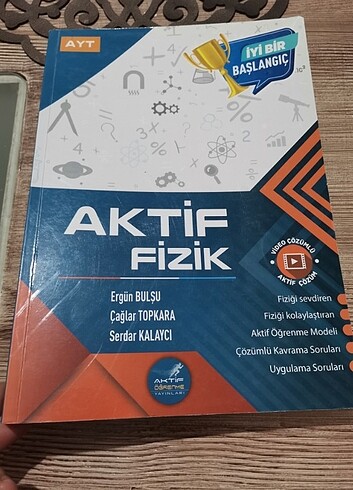 AYT
İYİ BİR
BAŞLANGIÇ
AKTİF
FİZİK
Ergün BULŞU
Çağlar TOPKARA
Serdar KALAYCI
VİDEO ÇÖZÜMLÜ
AKTİF ÇÖZÜM
Fiziği sevdiren
Fiziği kolaylaştıran
Aktif Öğrenme Modeli
Çözümlü Kavrama Soruları
Uygulama Soruları
AKTİF
ÖĞRENME
YAYINLARI